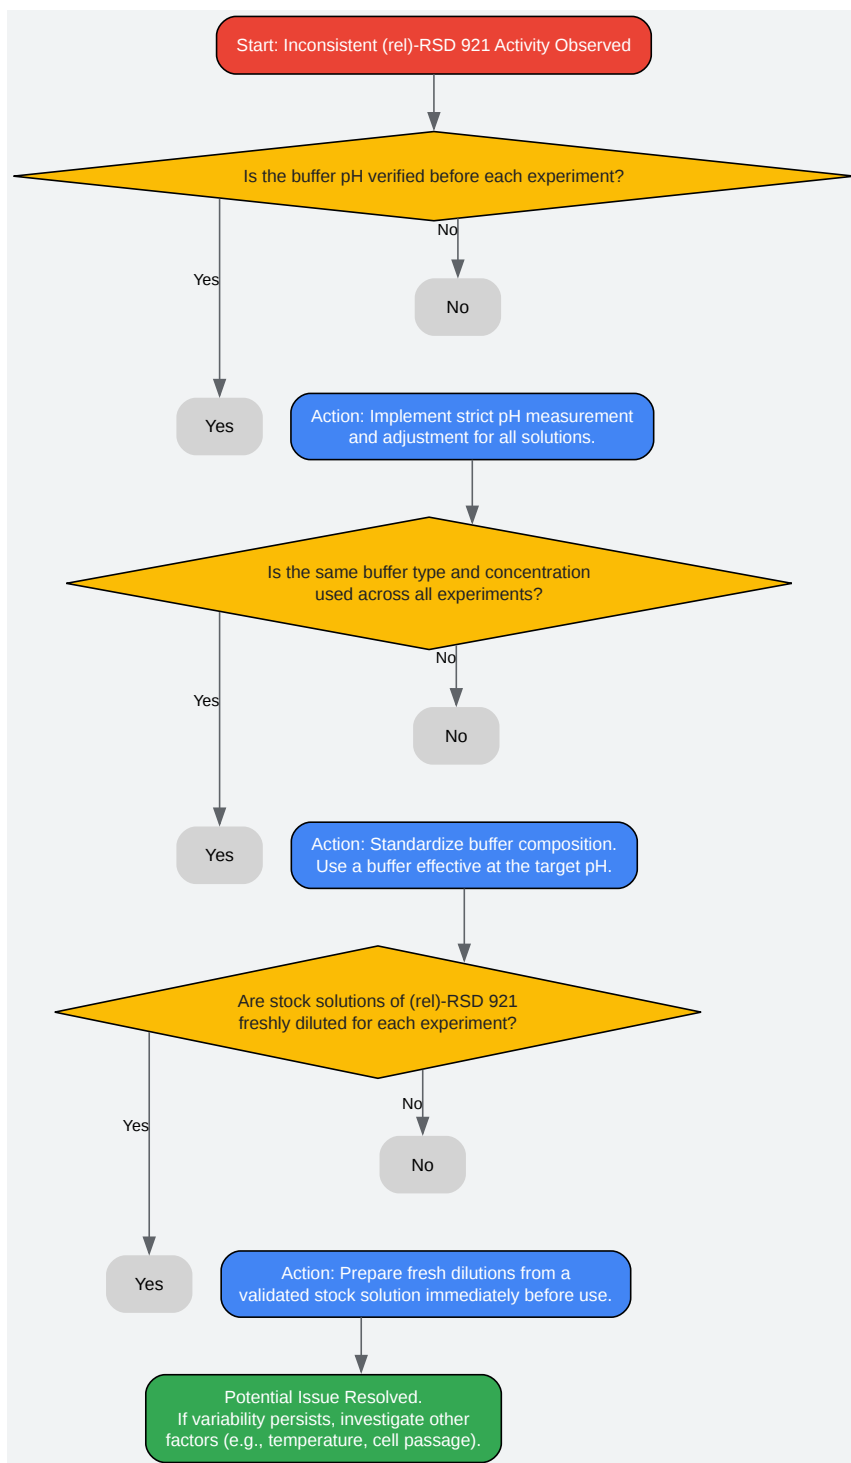 Start: Inconsistent (rel)-RSD 921 Activity Observed
Is the buffer pH verified before each experiment?
No
Yes
No
Yes
Action: Implement strict pH measurement
and adjustment for all solutions.
Is the same buffer type and concentration
used across all experiments?
No
Yes
No
Yes
Action: Standardize buffer composition.
Use a buffer effective at the target pH.
Are stock solutions of (rel)-RSD 921
freshly diluted for each experiment?
No
Yes
No
Yes
Action: Prepare fresh dilutions from a
validated stock solution immediately before use.
Potential Issue Resolved.
If variability persists, investigate other
factors (e.g., temperature, cell passage).